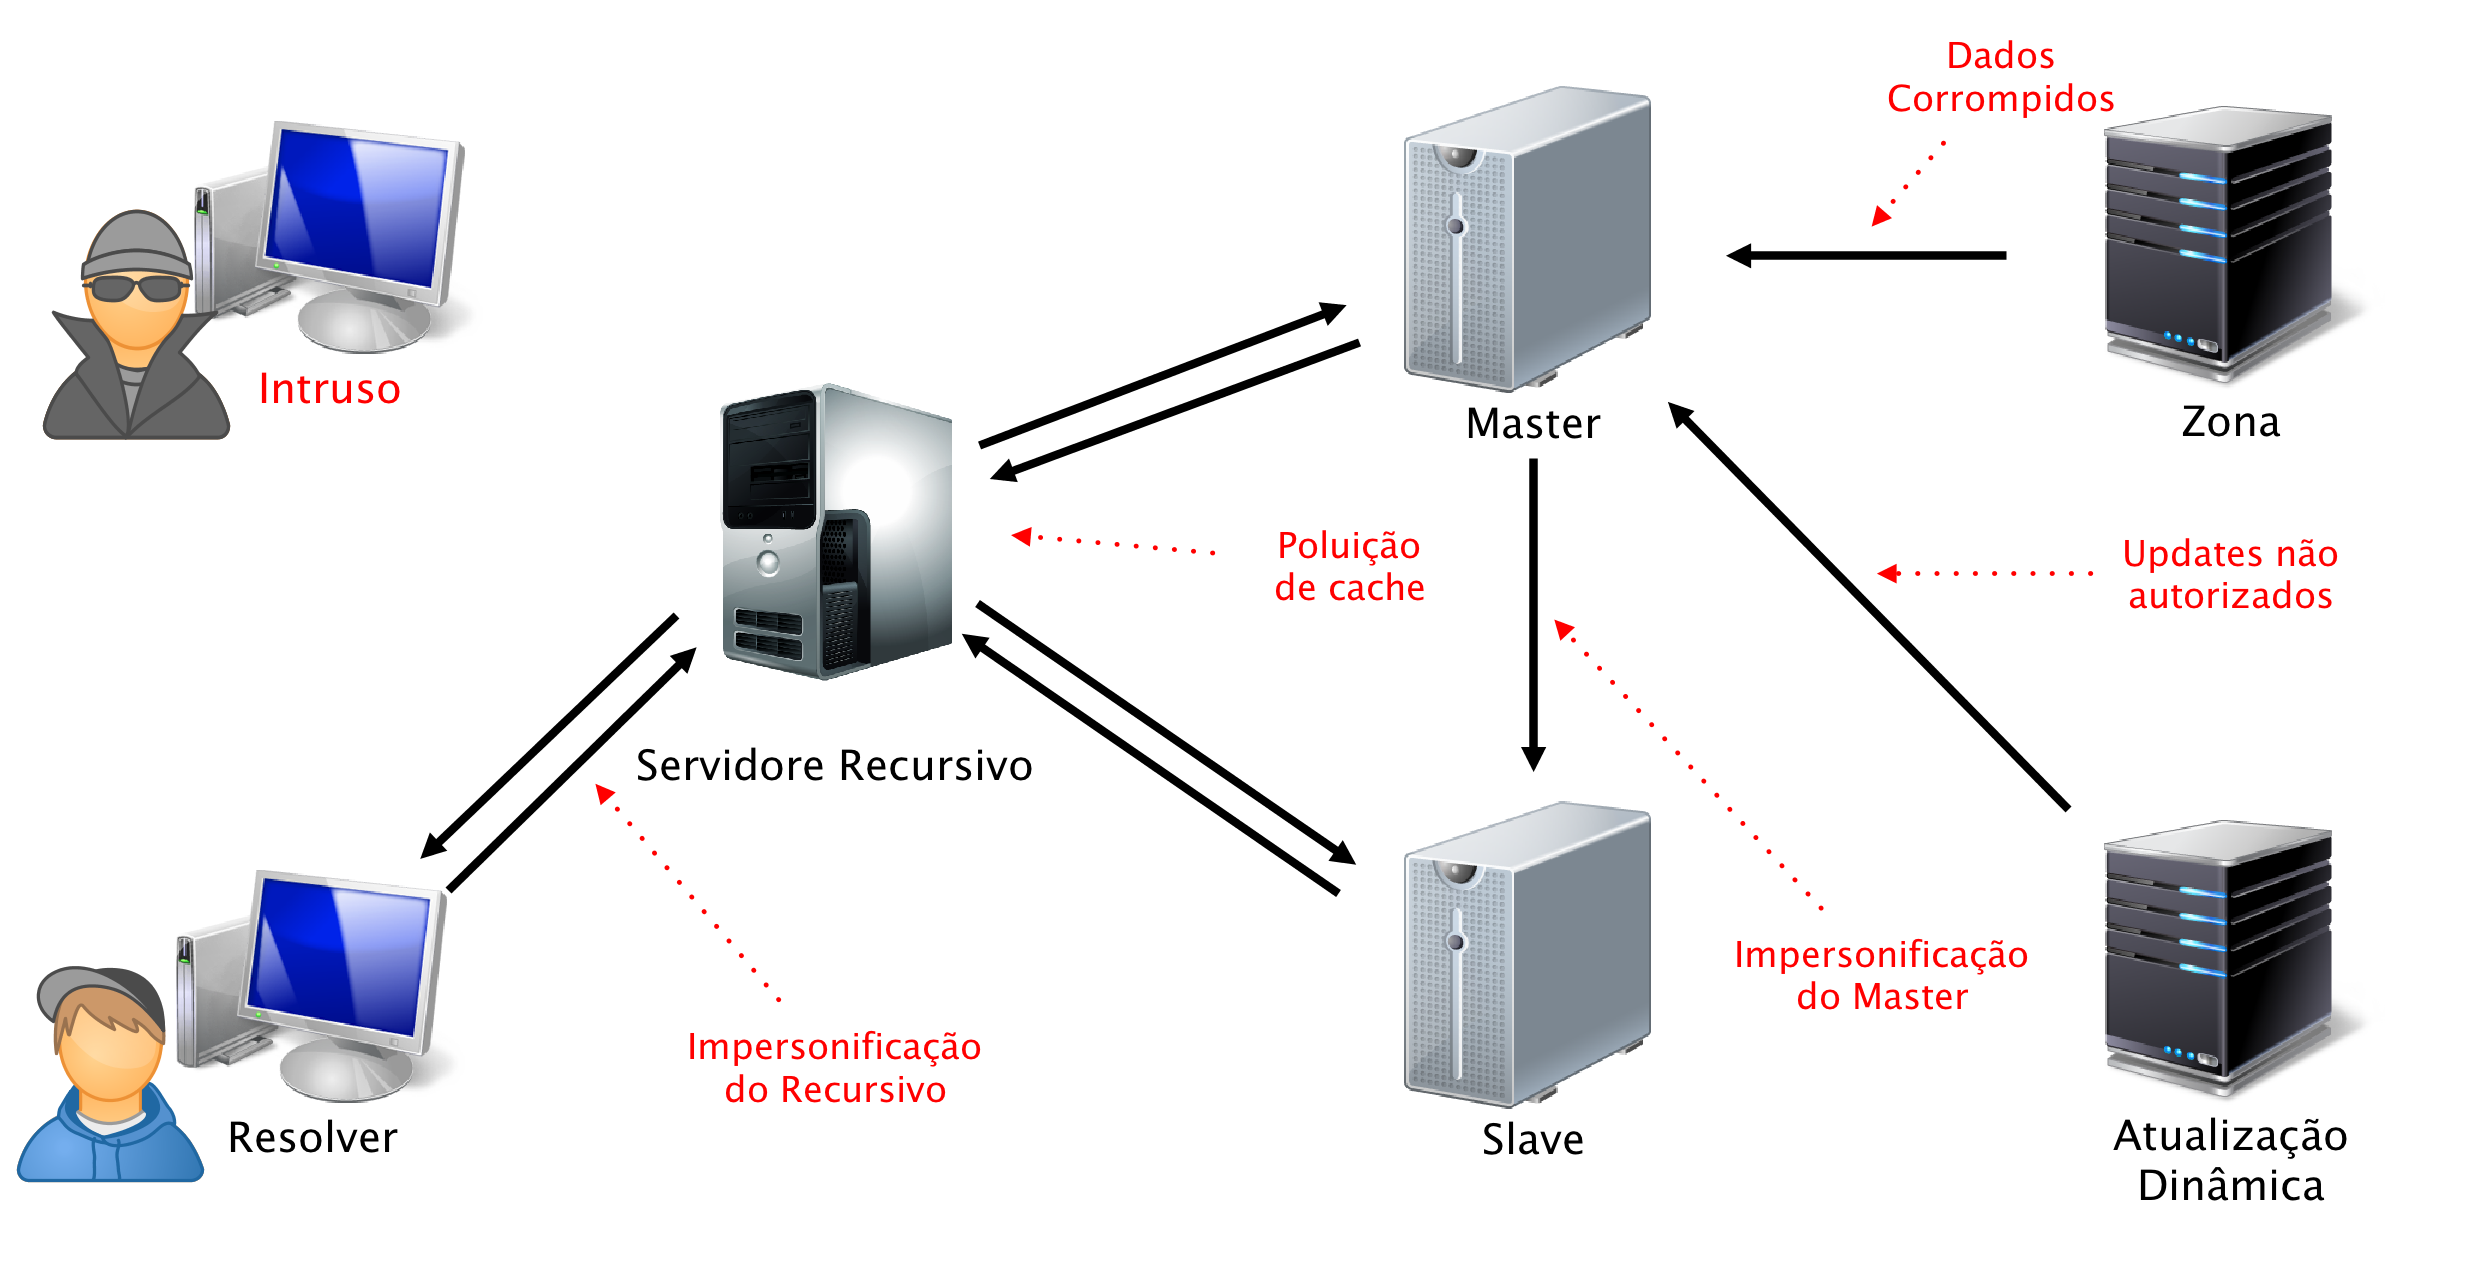 Dados
Corrompidos
Intruso
Master
Zona
Poluição
de cache
Updates não
autorizados
Servidore Recursivo
Impersonificação
do Master
Impersonificação
do Recursivo
Resolver
Slave
Atualização
Dinâmica